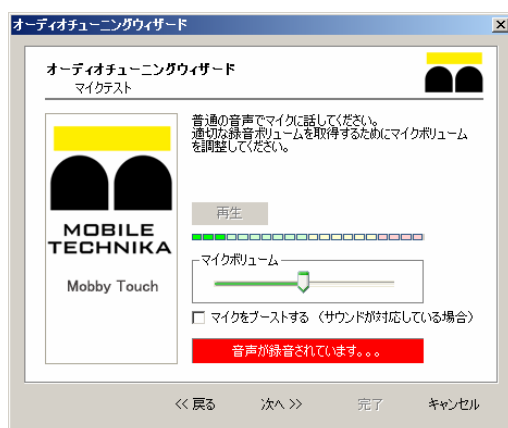 オーディオチューニングウィザード
オーディオチューニングウィザード
マイクテスト
普通の音声でマイクに話してください。
適切な録音ボリュームを取得するためにマイクボリューム
を調整してください。
再生
MOBILE
TECHNIKA
Mobby Touch
マイクボリューム
マイクをブーストする （サウンドが対応している場合）
音声が録音されています。。。
<< 戻る
次へ >>
完了
キャンセル